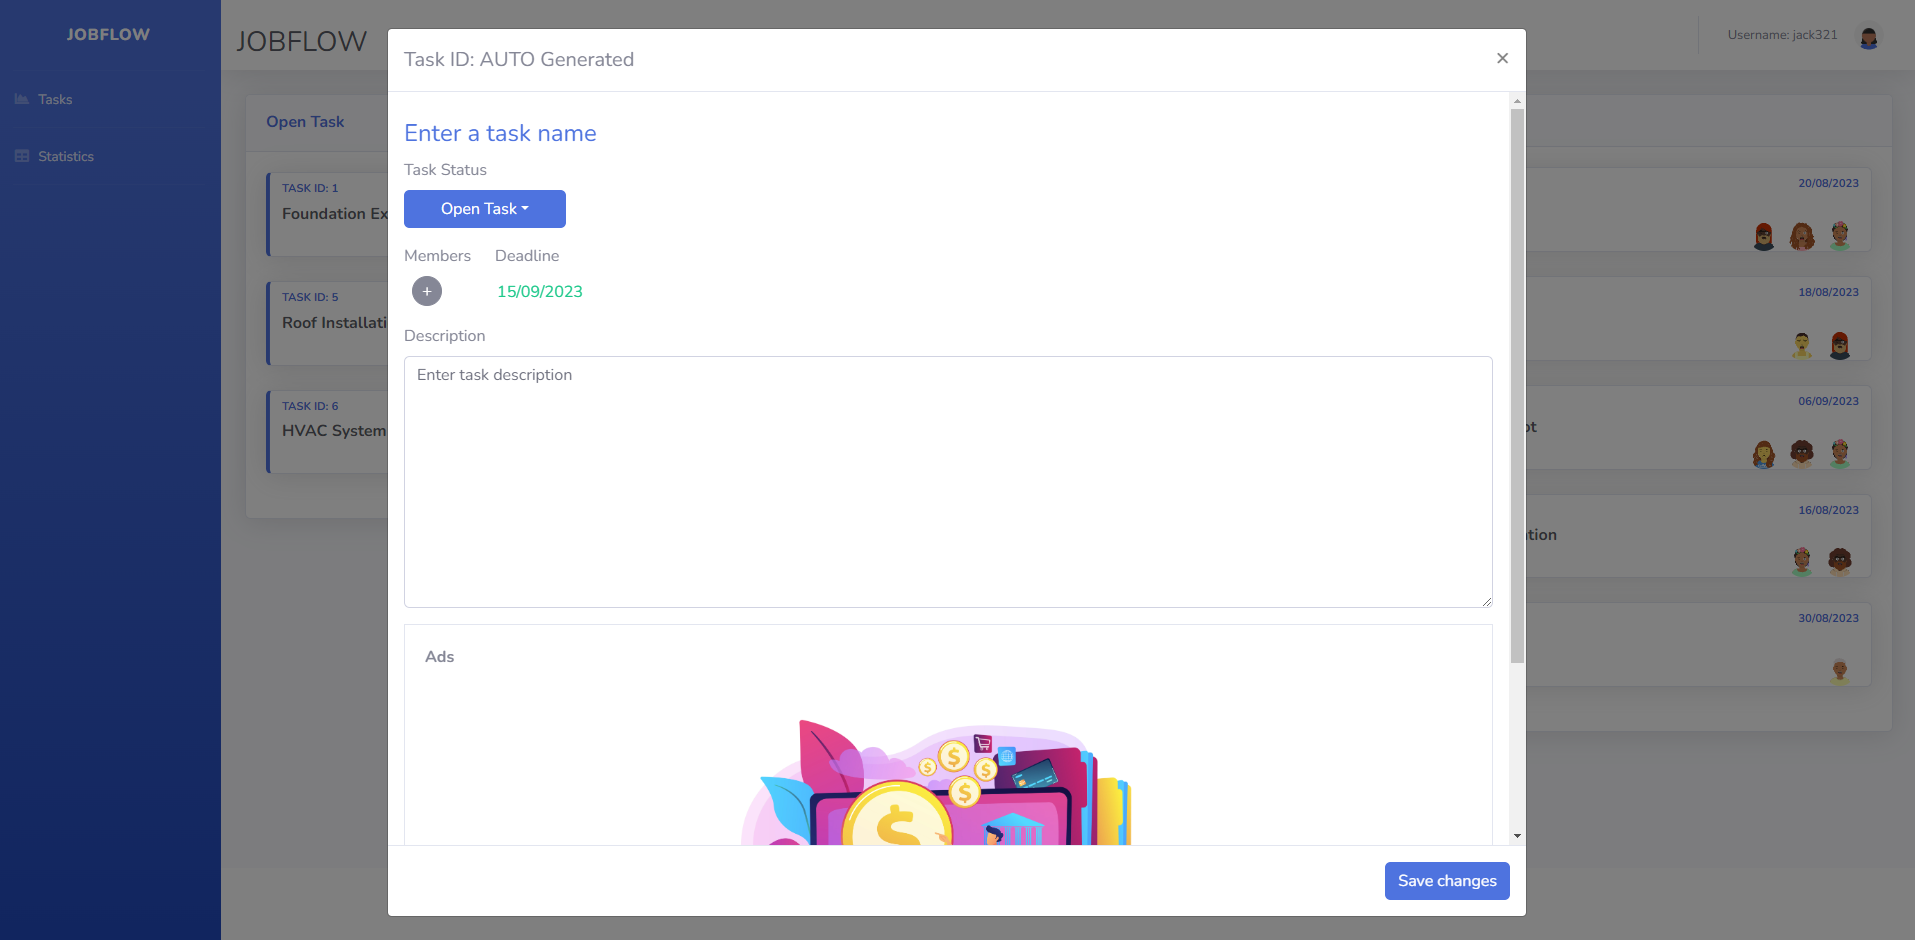 JOBFLOW
Tasks
Statistics
JOBFLOW
Username: jack321
Open Task
TASK ID: 1
Foundation Ex
TASK ID: 5
Roof Installati
TASK ID: 6
HVAC System
Task ID: AUTO Generated
×
Enter a task name
Task Status
Open Task
Members Deadline
+ 15/09/2023
Description
Enter task description
Ads
$ $ $ $ $
Save changes
20/08/2023
18/08/2023
06/09/2023
ot
16/08/2023
tion
30/08/2023